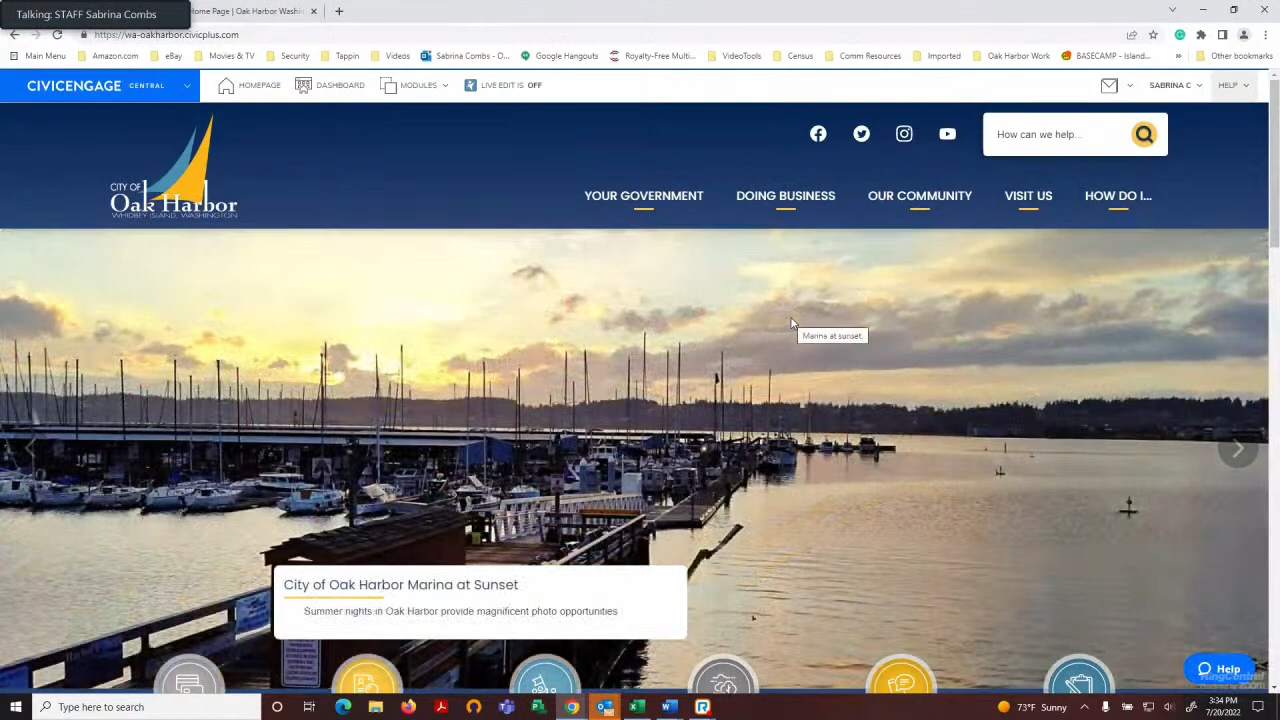 Talking: STAFF Sabrina Combs
Home Page | Oak Harbor Washin
https://wa-oakharbor.civicplus.com
Main Menu
Amazon.com
eBay
Movies & TV
Security
Tappin
Videos
Sabrina Combs - O...
Google Hangouts
Royalty-Free Multi...
VideoTools
Census
Comm Resources
Imported
Oak Harbor Work
BASECAMP - Island...
Other bookmarks
CIVICENGAGE CENTRAL
HOMEPAGE
DASHBOARD
MODULES
LIVE EDIT IS OFF
SABRINA C
HELP
CITY OF
Oak Harbor
WHIDBEY ISLAND, WASHINGTON
How can we help...
YOUR GOVERNMENT
DOING BUSINESS
OUR COMMUNITY
VISIT US
HOW DO I...
Marina at sunset.
City of Oak Harbor Marina at Sunset
Summer nights in Oak Harbor provide magnificent photo opportunities
Help
RingCentral
Powered by zoom
Type here to search
73°F Sunny
3:34 PM
7/20/2022